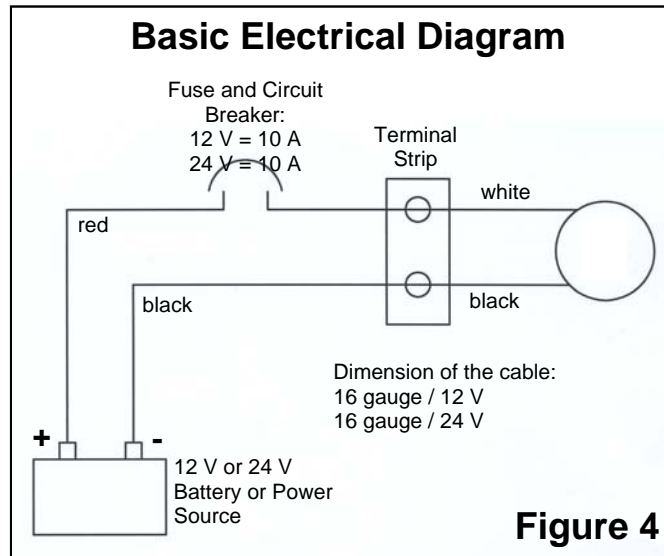 Basic Electrical Diagram
Fuse and Circuit
Breaker:
12 V = 10 A
24 V = 10 A
Terminal
Strip
white
red
black
black
Dimension of the cable:
16 gauge / 12 V
16 gauge / 24 V
+
-
12 V or 24 V
Battery or Power
Source
Figure 4